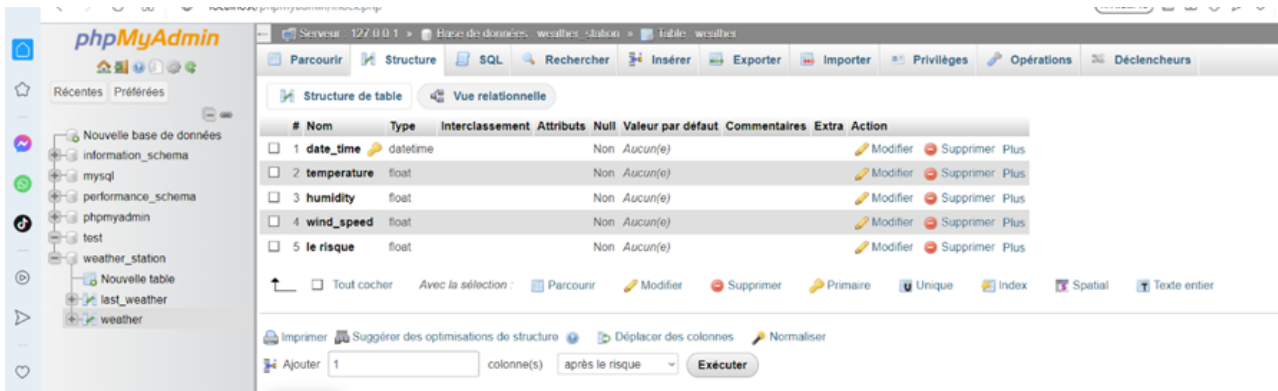 phpMyAdmin
Récentes Préférées
Nouvelle base de données
information_schema
mysql
performance_schema
phpmyadmin
test
weather_station
Nouvelle table
last_weather
weather
Serveur : 127.0.0.1 » Base de données : weather_station » Table : weather
Parcourir Structure SQL Rechercher Insérer Exporter Importer Privilèges Opérations Déclencheurs
Structure de table Vue relationnelle
# Nom Type Interclassement Attributs Null Valeur par défaut Commentaires Extra Action
1 date_time datetime Non Aucun(e) Modifier Supprimer Plus
2 temperature float Non Aucun(e) Modifier Supprimer Plus
3 humidity float Non Aucun(e) Modifier Supprimer Plus
4 wind_speed float Non Aucun(e) Modifier Supprimer Plus
5 le risque float Non Aucun(e) Modifier Supprimer Plus
Tout cocher Avec la sélection : Parcourir Modifier Supprimer Primaire Unique Index Spatial Texte entier
Imprimer Suggérer des optimisations de structure Déplacer des colonnes Normaliser
Ajouter 1 colonne(s) après le risque Exécuter